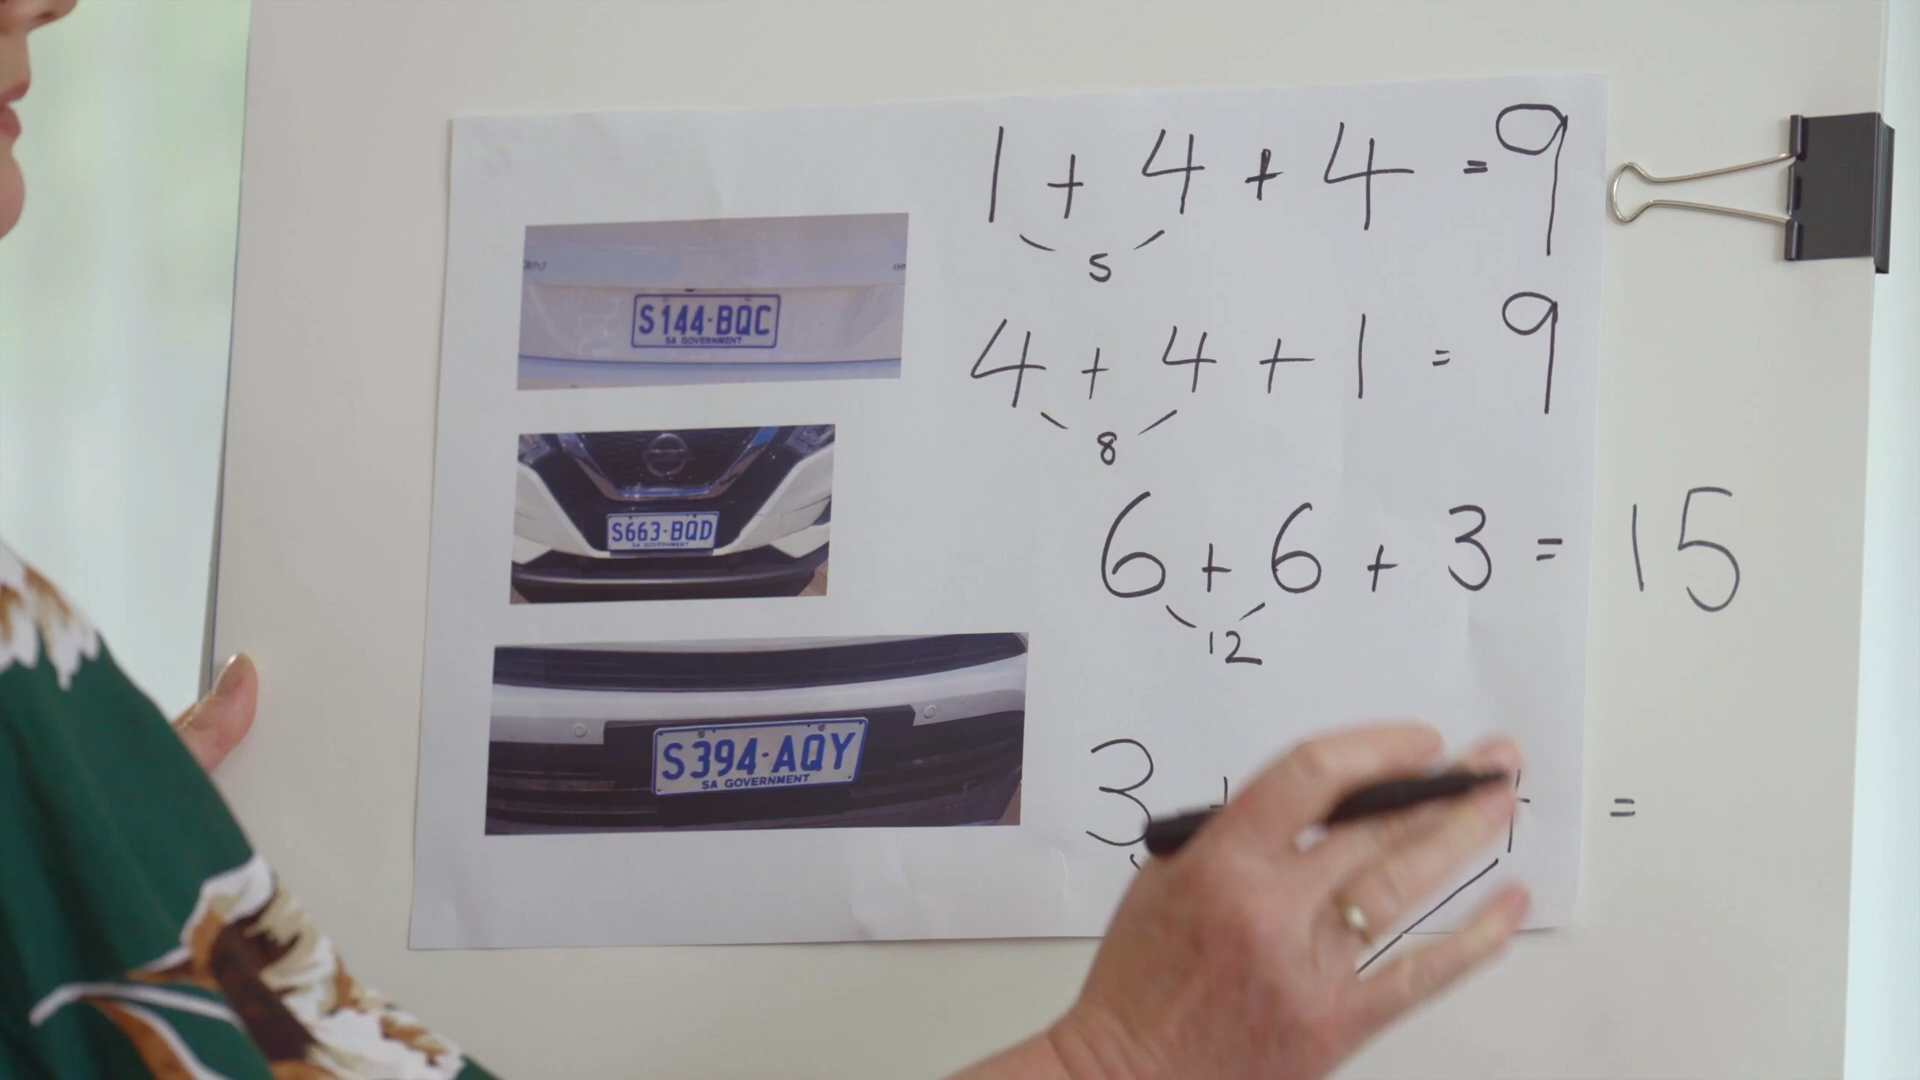 1 + 4 + 4 = 9
5
4 + 4 + 1 = 9
8
6 + 6 + 3 = 15
12
3 + 4 =
S144·BQC
SA GOVERNMENT
S663-BQD
SA GOVERNMENT
S394·AQY
SA GOVERNMENT